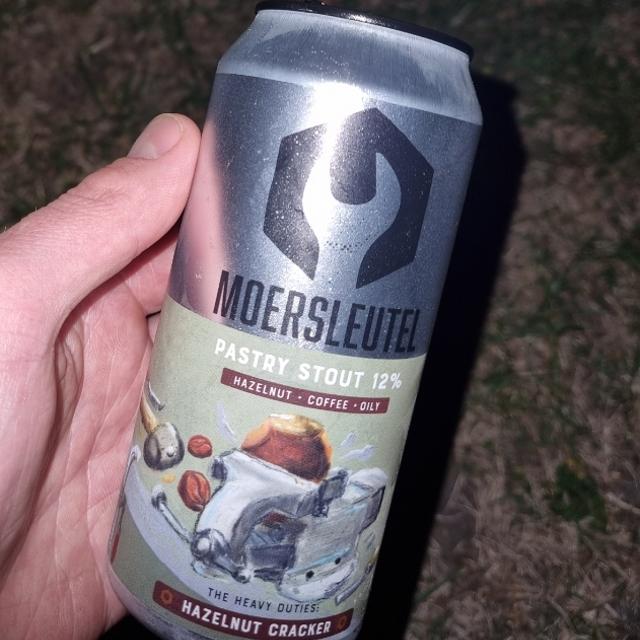 MOERSLEUTEL
PASTRY STOUT 12%
HAZELNUT • COFFEE • OILY
THE HEAVY DUTIES:
HAZELNUT CRACKER